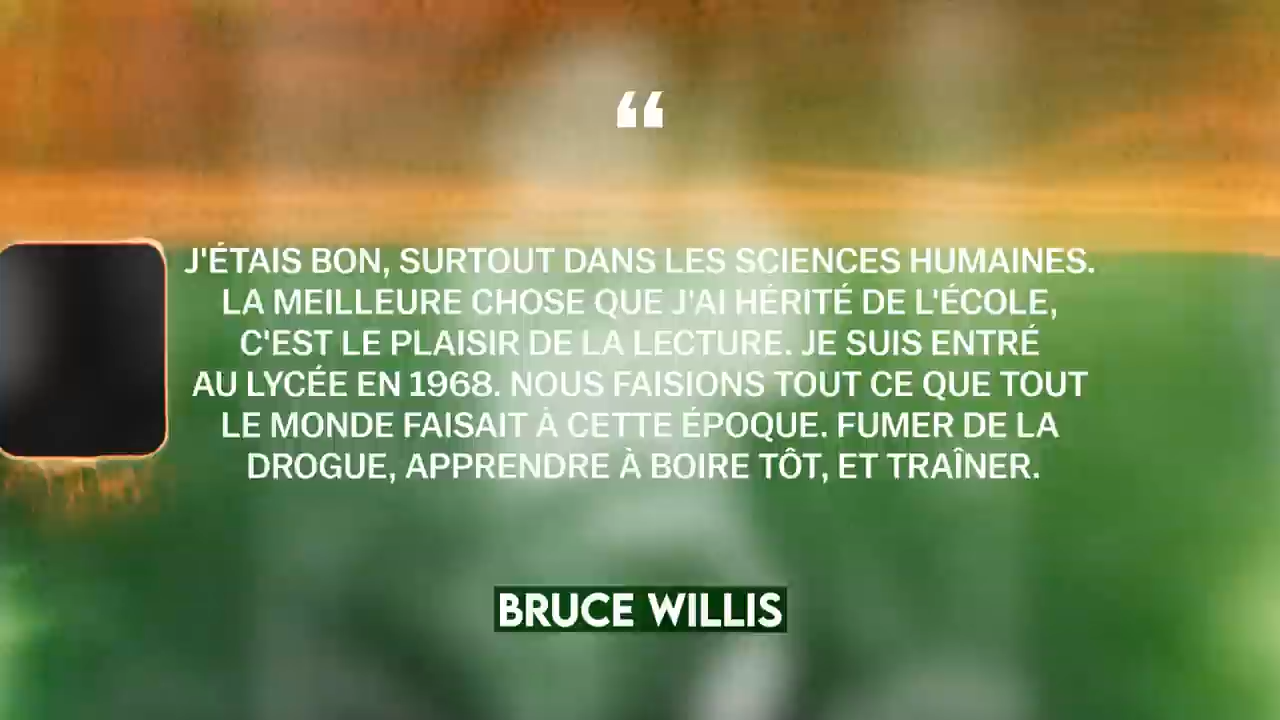 “
J'ÉTAIS BON, SURTOUT DANS LES SCIENCES HUMAINES.
LA MEILLEURE CHOSE QUE J'AI HÉRITÉ DE L'ÉCOLE,
C'EST LE PLAISIR DE LA LECTURE. JE SUIS ENTRÉ
AU LYCÉE EN 1968. NOUS FAISIONS TOUT CE QUE TOUT
LE MONDE FAISAIT À CETTE ÉPOQUE. FUMER DE LA
DROGUE, APPRENDRE À BOIRE TÔT, ET TRAÎNER.
BRUCE WILLIS